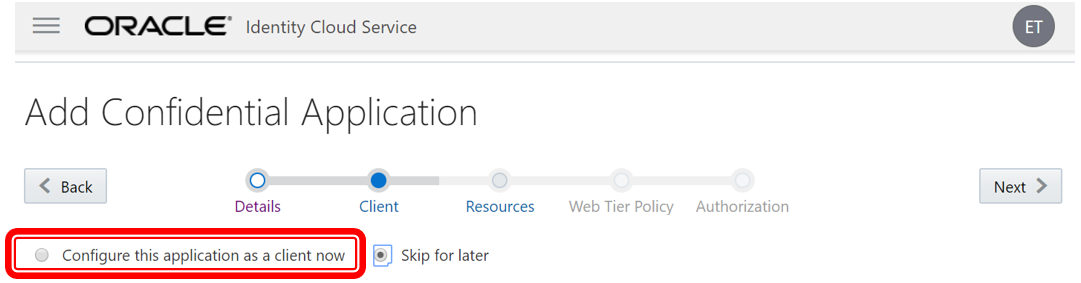 ORACLE® Identity Cloud Service ET
Add Confidential Application
Back Next
Details Client Resources Web Tier Policy Authorization
Configure this application as a client now Skip for later